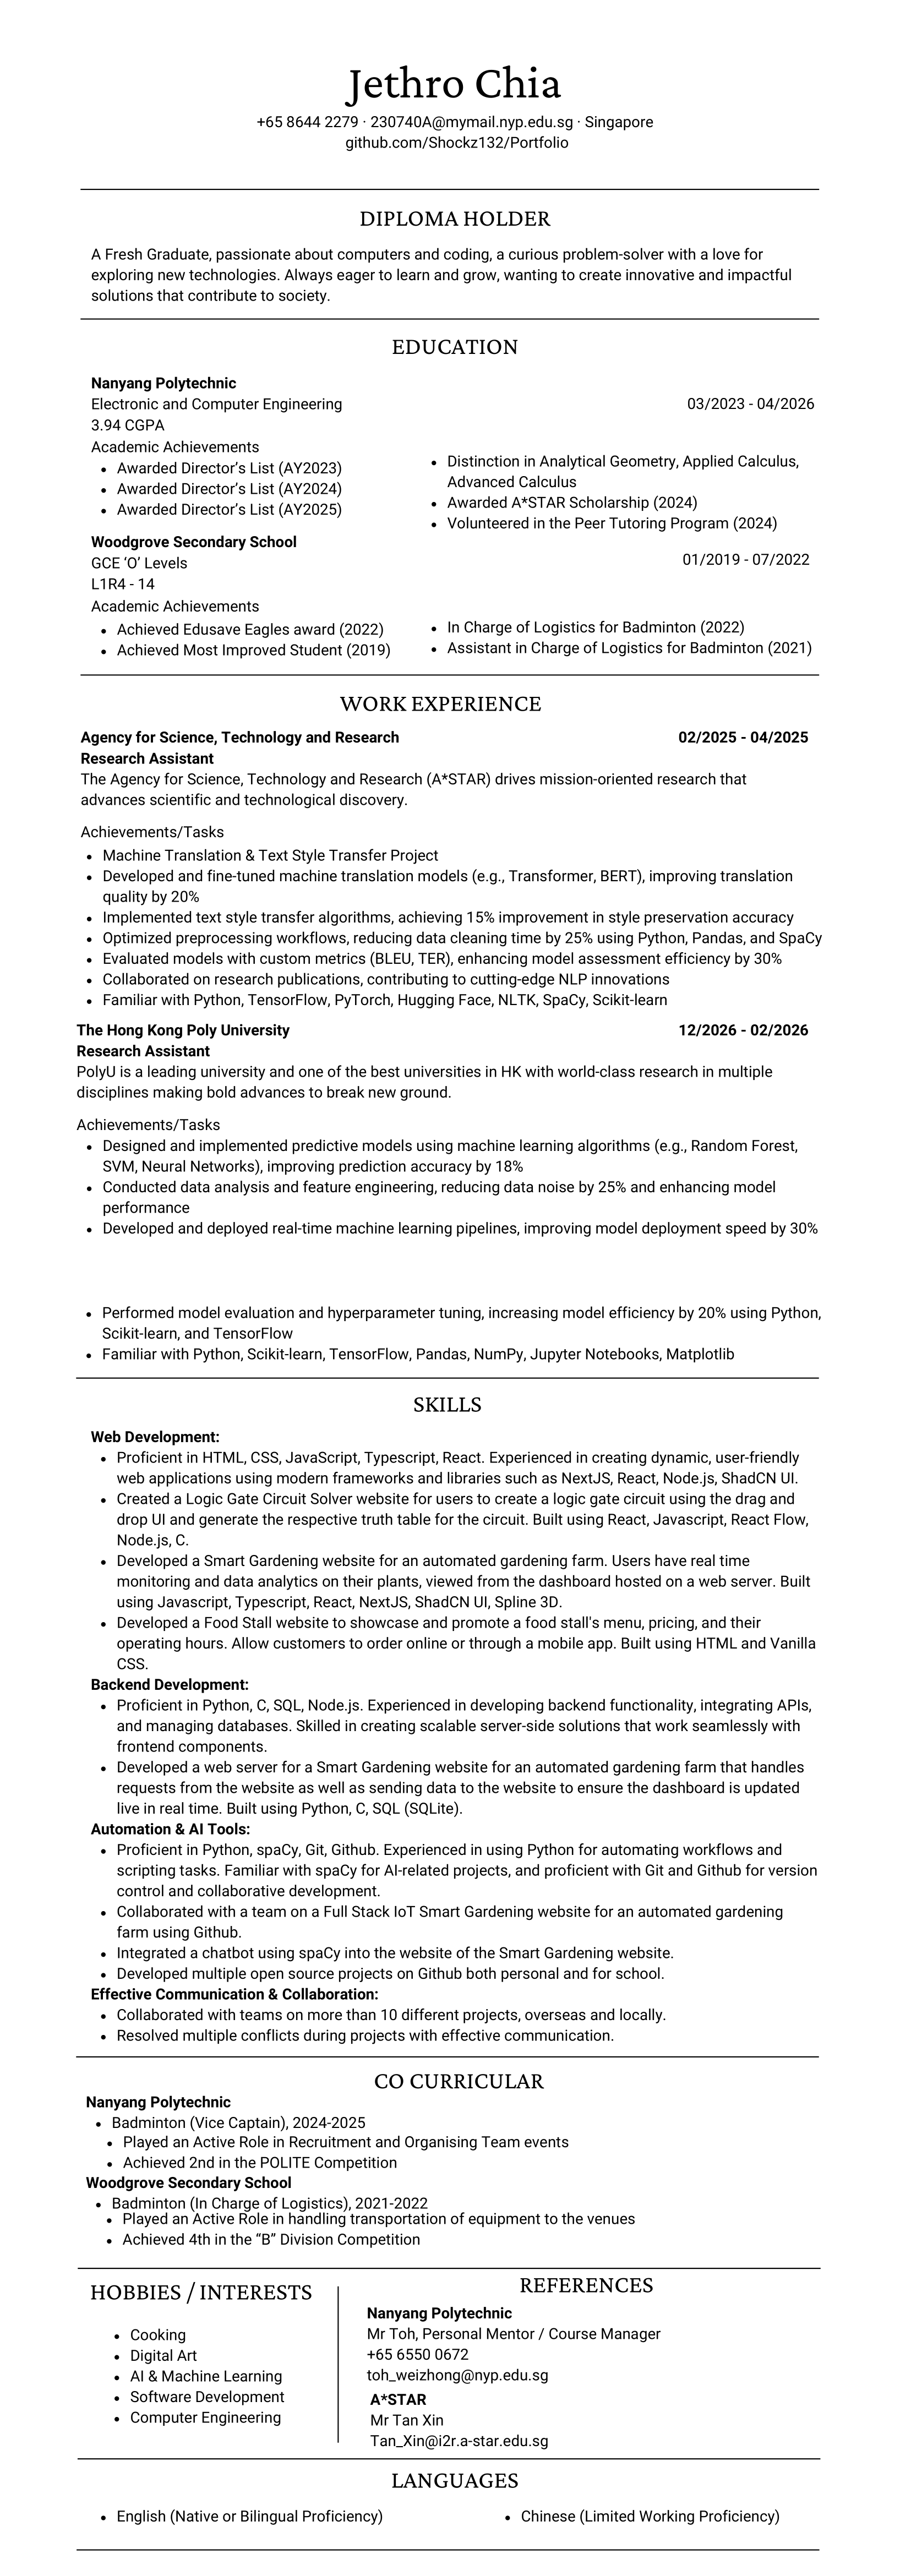 Jethro Chia
+65 8644 2279 · 230740A@mymail.nyp.edu.sg · Singapore
github.com/Shockz132/Portfolio
DIPLOMA HOLDER
A Fresh Graduate, passionate about computers and coding, a curious problem-solver with a love for
exploring new technologies. Always eager to learn and grow, wanting to create innovative and impactful
solutions that contribute to society.
EDUCATION
Nanyang Polytechnic
Electronic and Computer Engineering 03/2023 - 04/2026
3.94 CGPA
Academic Achievements
• Awarded Director’s List (AY2023)
• Awarded Director’s List (AY2024)
• Awarded Director’s List (AY2025)
• Distinction in Analytical Geometry, Applied Calculus,
Advanced Calculus
• Awarded A*STAR Scholarship (2024)
• Volunteered in the Peer Tutoring Program (2024)
Woodgrove Secondary School
GCE ‘O’ Levels 01/2019 - 07/2022
L1R4 - 14
Academic Achievements
• Achieved Edusave Eagles award (2022)
• Achieved Most Improved Student (2019)
• In Charge of Logistics for Badminton (2022)
• Assistant in Charge of Logistics for Badminton (2021)
WORK EXPERIENCE
Agency for Science, Technology and Research 02/2025 - 04/2025
Research Assistant
The Agency for Science, Technology and Research (A*STAR) drives mission-oriented research that
advances scientific and technological discovery.
Achievements/Tasks
• Machine Translation & Text Style Transfer Project
• Developed and fine-tuned machine translation models (e.g., Transformer, BERT), improving translation
quality by 20%
• Implemented text style transfer algorithms, achieving 15% improvement in style preservation accuracy
• Optimized preprocessing workflows, reducing data cleaning time by 25% using Python, Pandas, and SpaCy
• Evaluated models with custom metrics (BLEU, TER), enhancing model assessment efficiency by 30%
• Collaborated on research publications, contributing to cutting-edge NLP innovations
• Familiar with Python, TensorFlow, PyTorch, Hugging Face, NLTK, SpaCy, Scikit-learn
The Hong Kong Poly University 12/2026 - 02/2026
Research Assistant
PolyU is a leading university and one of the best universities in HK with world-class research in multiple
disciplines making bold advances to break new ground.
Achievements/Tasks
• Designed and implemented predictive models using machine learning algorithms (e.g., Random Forest,
SVM, Neural Networks), improving prediction accuracy by 18%
• Conducted data analysis and feature engineering, reducing data noise by 25% and enhancing model
performance
• Developed and deployed real-time machine learning pipelines, improving model deployment speed by 30%
• Performed model evaluation and hyperparameter tuning, increasing model efficiency by 20% using Python,
Scikit-learn, and TensorFlow
• Familiar with Python, Scikit-learn, TensorFlow, Pandas, NumPy, Jupyter Notebooks, Matplotlib
SKILLS
Web Development:
• Proficient in HTML, CSS, JavaScript, Typescript, React. Experienced in creating dynamic, user-friendly
web applications using modern frameworks and libraries such as NextJS, React, Node.js, ShadCN UI.
• Created a Logic Gate Circuit Solver website for users to create a logic gate circuit using the drag and
drop UI and generate the respective truth table for the circuit. Built using React, Javascript, React Flow,
Node.js, C.
• Developed a Smart Gardening website for an automated gardening farm. Users have real time
monitoring and data analytics on their plants, viewed from the dashboard hosted on a web server. Built
using Javascript, Typescript, React, NextJS, ShadCN UI, Spline 3D.
• Developed a Food Stall website to showcase and promote a food stall's menu, pricing, and their
operating hours. Allow customers to order online or through a mobile app. Built using HTML and Vanilla
CSS.
Backend Development:
• Proficient in Python, C, SQL, Node.js. Experienced in developing backend functionality, integrating APIs,
and managing databases. Skilled in creating scalable server-side solutions that work seamlessly with
frontend components.
• Developed a web server for a Smart Gardening website for an automated gardening farm that handles
requests from the website as well as sending data to the website to ensure the dashboard is updated
live in real time. Built using Python, C, SQL (SQLite).
Automation & AI Tools:
• Proficient in Python, spaCy, Git, Github. Experienced in using Python for automating workflows and
scripting tasks. Familiar with spaCy for AI-related projects, and proficient with Git and Github for version
control and collaborative development.
• Collaborated with a team on a Full Stack IoT Smart Gardening website for an automated gardening
farm using Github.
• Integrated a chatbot using spaCy into the website of the Smart Gardening website.
• Developed multiple open source projects on Github both personal and for school.
Effective Communication & Collaboration:
• Collaborated with teams on more than 10 different projects, overseas and locally.
• Resolved multiple conflicts during projects with effective communication.
CO CURRICULAR
Nanyang Polytechnic
• Badminton (Vice Captain), 2024-2025
• Played an Active Role in Recruitment and Organising Team events
• Achieved 2nd in the POLITE Competition
Woodgrove Secondary School
• Badminton (In Charge of Logistics), 2021-2022
• Played an Active Role in handling transportation of equipment to the venues
• Achieved 4th in the “B” Division Competition
HOBBIES / INTERESTS
• Cooking
• Digital Art
• AI & Machine Learning
• Software Development
• Computer Engineering
REFERENCES
Nanyang Polytechnic
Mr Toh, Personal Mentor / Course Manager
+65 6550 0672
toh_weizhong@nyp.edu.sg
A*STAR
Mr Tan Xin
Tan_Xin@i2r.a-star.edu.sg
LANGUAGES
• English (Native or Bilingual Proficiency)
• Chinese (Limited Working Proficiency)